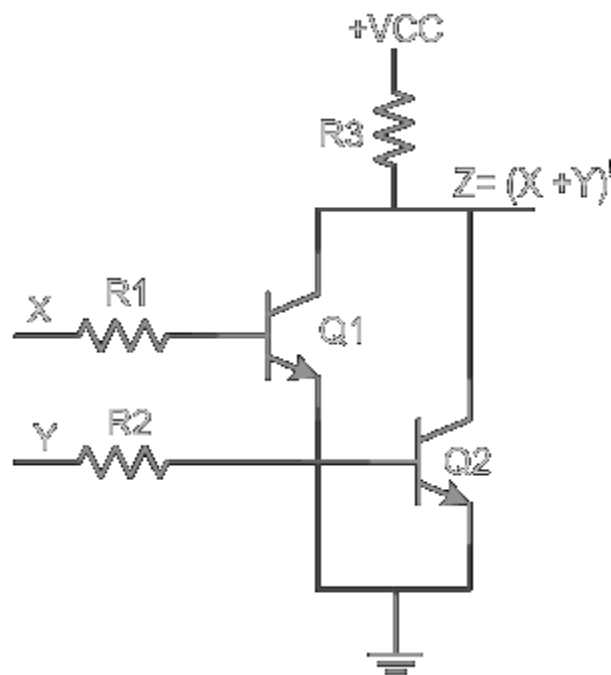 +VCC
R3
Z= (X +Y)'
X
R1
Q1
Y
R2
Q2